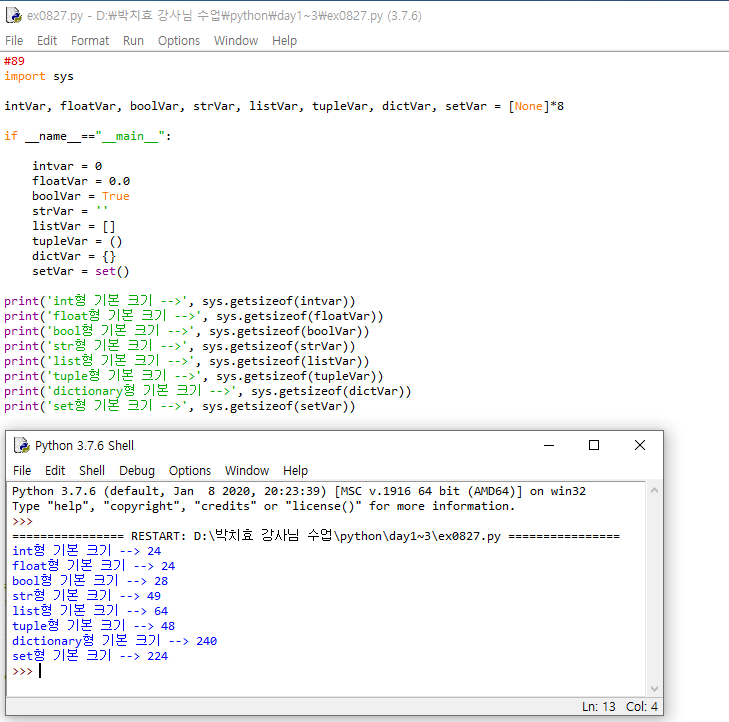 ex0827.py - D:\박치효 강사님 수업\python\day1~3\ex0827.py (3.7.6)
File Edit Format Run Options Window Help
#89
import sys
intVar, floatVar, boolVar, strVar, listVar, tupleVar, dictVar, setVar = [None]*8
if __name__=="__main__":
    intvar = 0
    floatVar = 0.0
    boolVar = True
    strVar = ''
    listVar = []
    tupleVar = ()
    dictVar = {}
    setVar = set()
print('int형 기본 크기 -->', sys.getsizeof(intvar))
print('float형 기본 크기 -->', sys.getsizeof(floatVar))
print('bool형 기본 크기 -->', sys.getsizeof(boolVar))
print('str형 기본 크기 -->', sys.getsizeof(strVar))
print('list형 기본 크기 -->', sys.getsizeof(listVar))
print('tuple형 기본 크기 -->', sys.getsizeof(tupleVar))
print('dictionary형 기본 크기 -->', sys.getsizeof(dictVar))
print('set형 기본 크기 -->', sys.getsizeof(setVar))
Python 3.7.6 Shell
File Edit Shell Debug Options Window Help
Python 3.7.6 (default, Jan  8 2020, 20:23:39) [MSC v.1916 64 bit (AMD64)] on win32
Type "help", "copyright", "credits" or "license()" for more information.
>>>
================ RESTART: D:\박치효 강사님 수업\python\day1~3\ex0827.py ================
int형 기본 크기 --> 24
float형 기본 크기 --> 24
bool형 기본 크기 --> 28
str형 기본 크기 --> 49
list형 기본 크기 --> 64
tuple형 기본 크기 --> 48
dictionary형 기본 크기 --> 240
set형 기본 크기 --> 224
>>>
Ln: 13 Col: 4